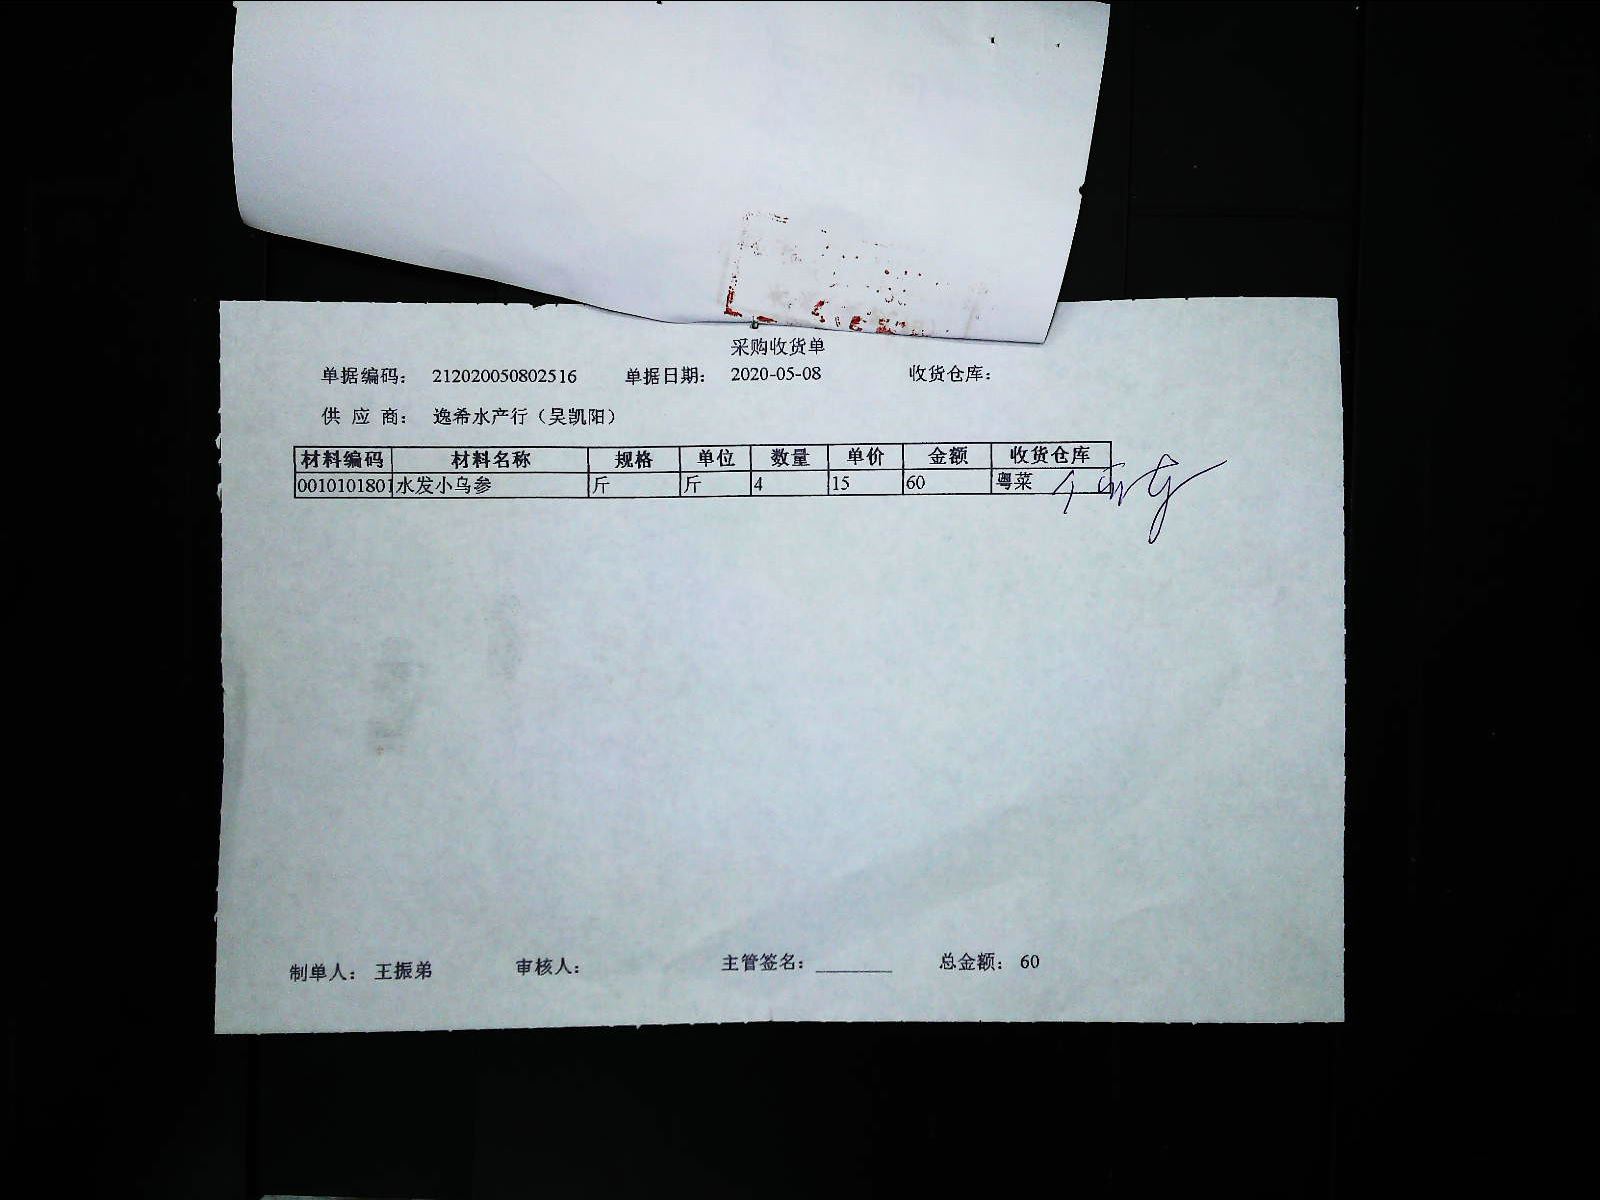 采购收货单
单据编码： 212020050802516 单据日期： 2020-05-08 收货仓库：
供 应 商： 逸希水产行（吴凯阳）
材料编码 材料名称 规格 单位 数量 单价 金额 收货仓库
0010101801 水发小乌参 斤 斤 4 15 60 粤菜
制单人： 王振弟 审核人： 主管签名：________ 总金额： 60